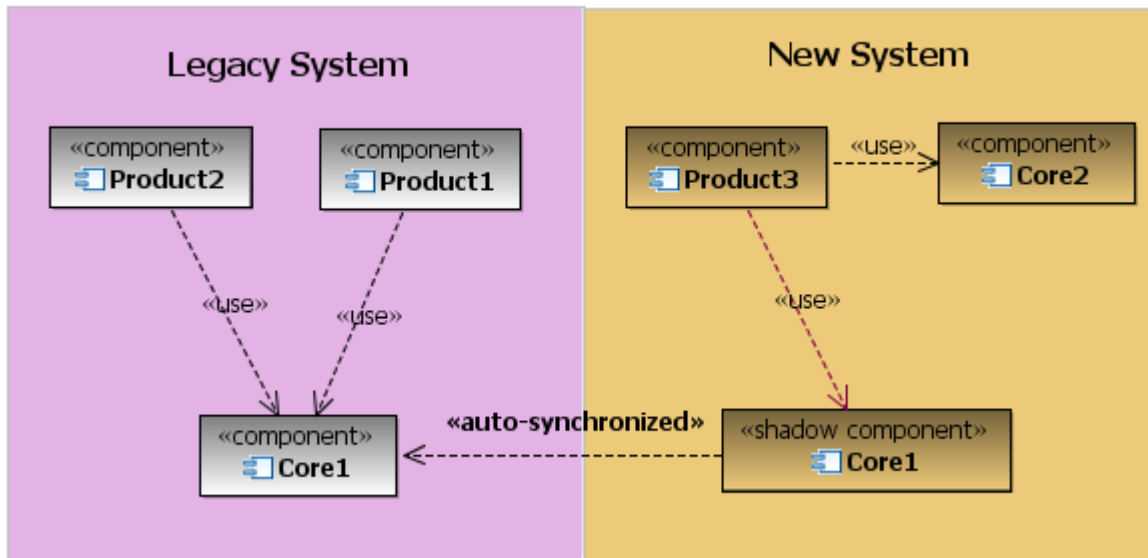 Legacy System
«component»
Product2
«component»
Product1
«use»
«use»
«component»
Core1
New System
«component»
Product3
«use»
«component»
Core2
«use»
«auto-synchronized»
«shadow component»
Core1